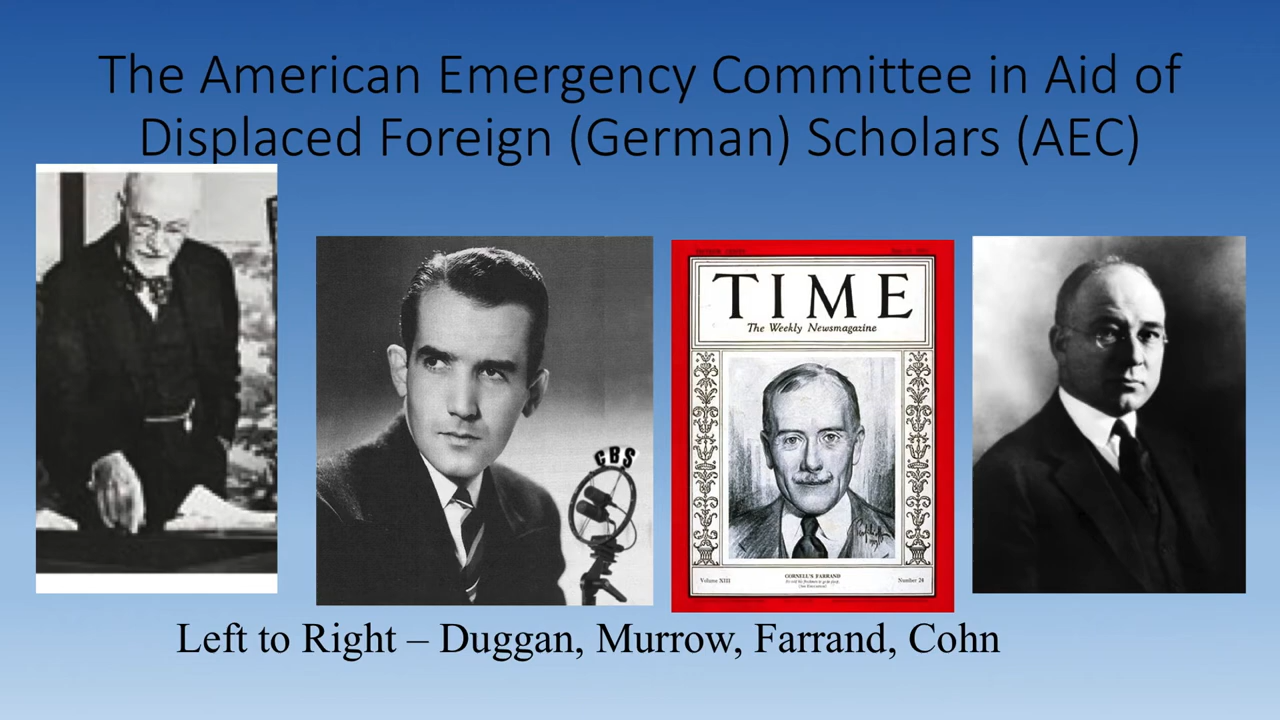 The American Emergency Committee in Aid of
Displaced Foreign (German) Scholars (AEC)
CBS
TIME
The Weekly Newsmagazine
Volume XIII
CORNELL'S FARRAND
Number 24
Left to Right – Duggan, Murrow, Farrand, Cohn